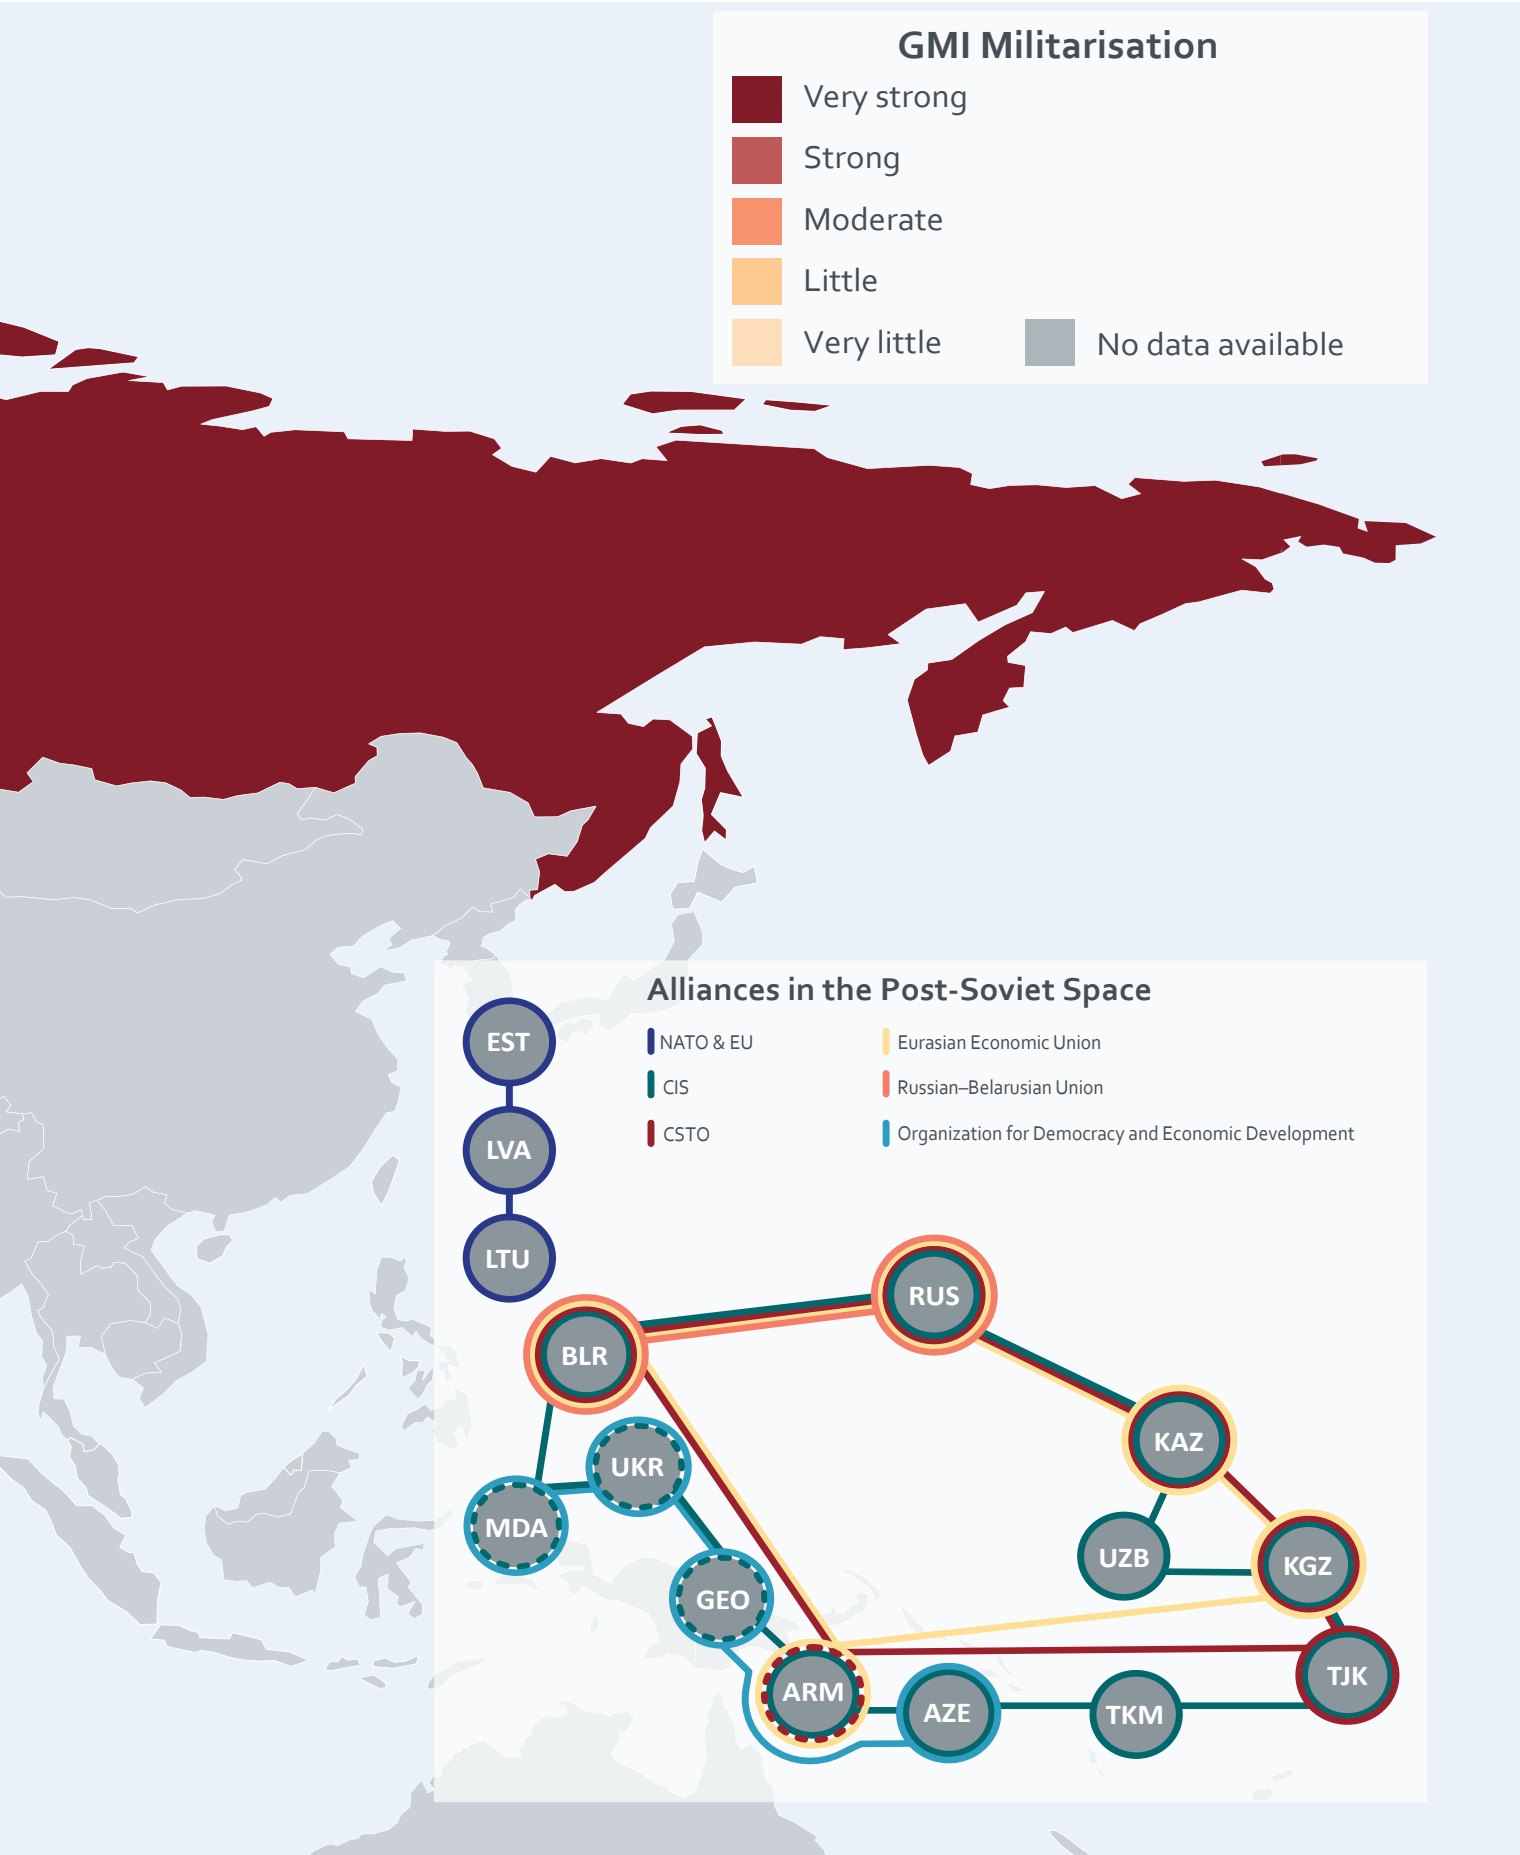 GMI Militarisation
Very strong
Strong
Moderate
Little
Very little
No data available
Alliances in the Post-Soviet Space
NATO & EU
CIS
CSTO
Eurasian Economic Union
Russian–Belarusian Union
Organization for Democracy and Economic Development
EST
LVA
LTU
RUS
BLR
KAZ
UKR
MDA
UZB
KGZ
GEO
TJK
ARM
AZE
TKM